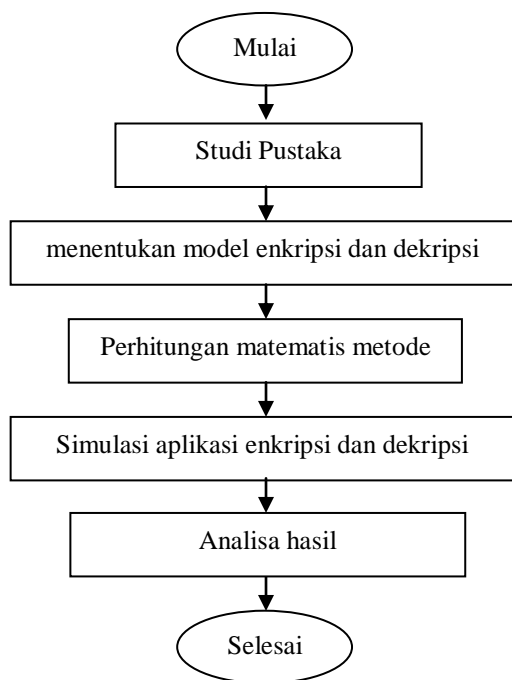 Mulai
Studi Pustaka
menentukan model enkripsi dan dekripsi
Perhitungan matematis metode
Simulasi aplikasi enkripsi dan dekripsi
Analisa hasil
Selesai